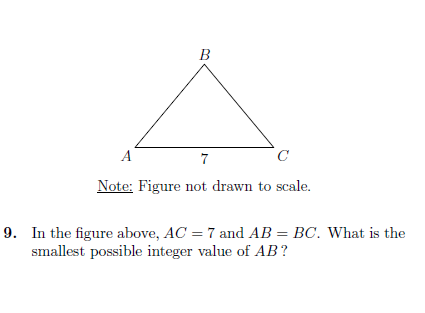 B
A 7 C
Note: Figure not drawn to scale.
9. In the figure above, AC = 7 and AB = BC. What is the
smallest possible integer value of AB?